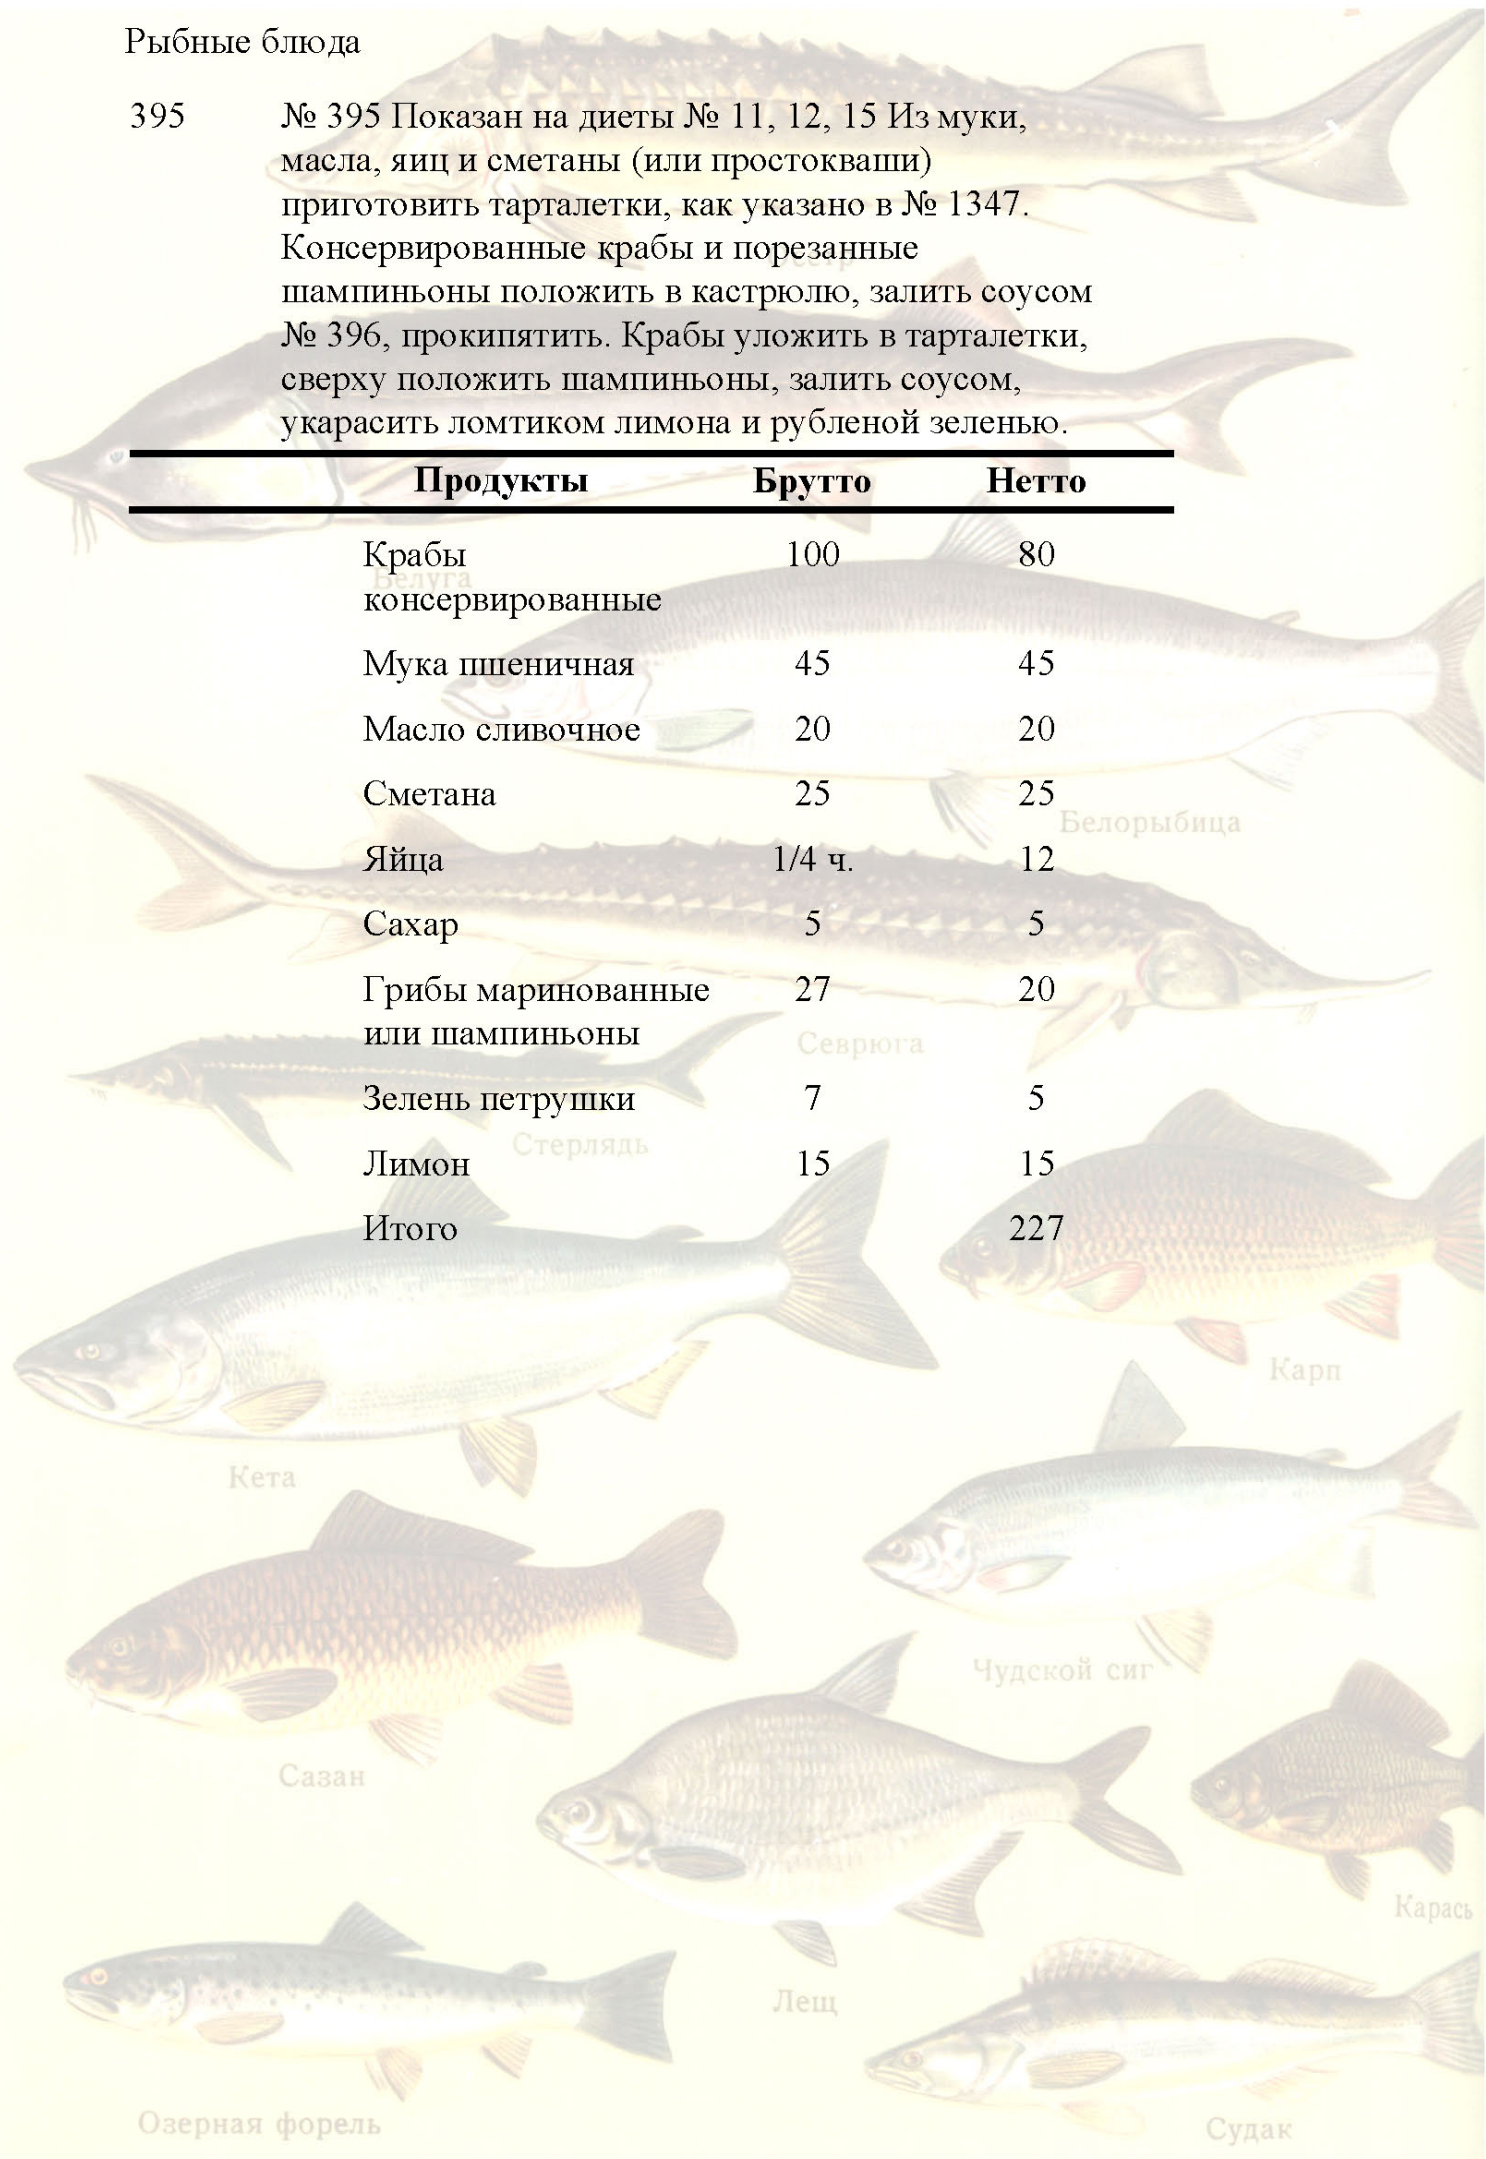 Рыбные блюда
395 № 395 Показан на диеты № 11, 12, 15 Из муки,
масла, яиц и сметаны (или простокваши)
приготовить тарталетки, как указано в № 1347.
Консервированные крабы и порезанные
шампиньоны положить в кастрюлю, залить соусом
№ 396, прокипятить. Крабы уложить в тарталетки,
сверху положить шампиньоны, залить соусом,
украсить ломтиком лимона и рубленой зеленью.
Продукты Брутто Нетто
Крабы 100 80
консервированные
Белуга
Мука пшеничная 45 45
Масло сливочное 20 20
Сметана 25 25
Белорыбица
Яйца 1/4 ч. 12
Сахар 5 5
Грибы маринованные 27 20
или шампиньоны
Севрюга
Зелень петрушки 7 5
Стерлядь
Лимон 15 15
Итого 227
Карп
Кета
Чудской сиг
Сазан
Карась
Лещ
Озерная форель
Судак